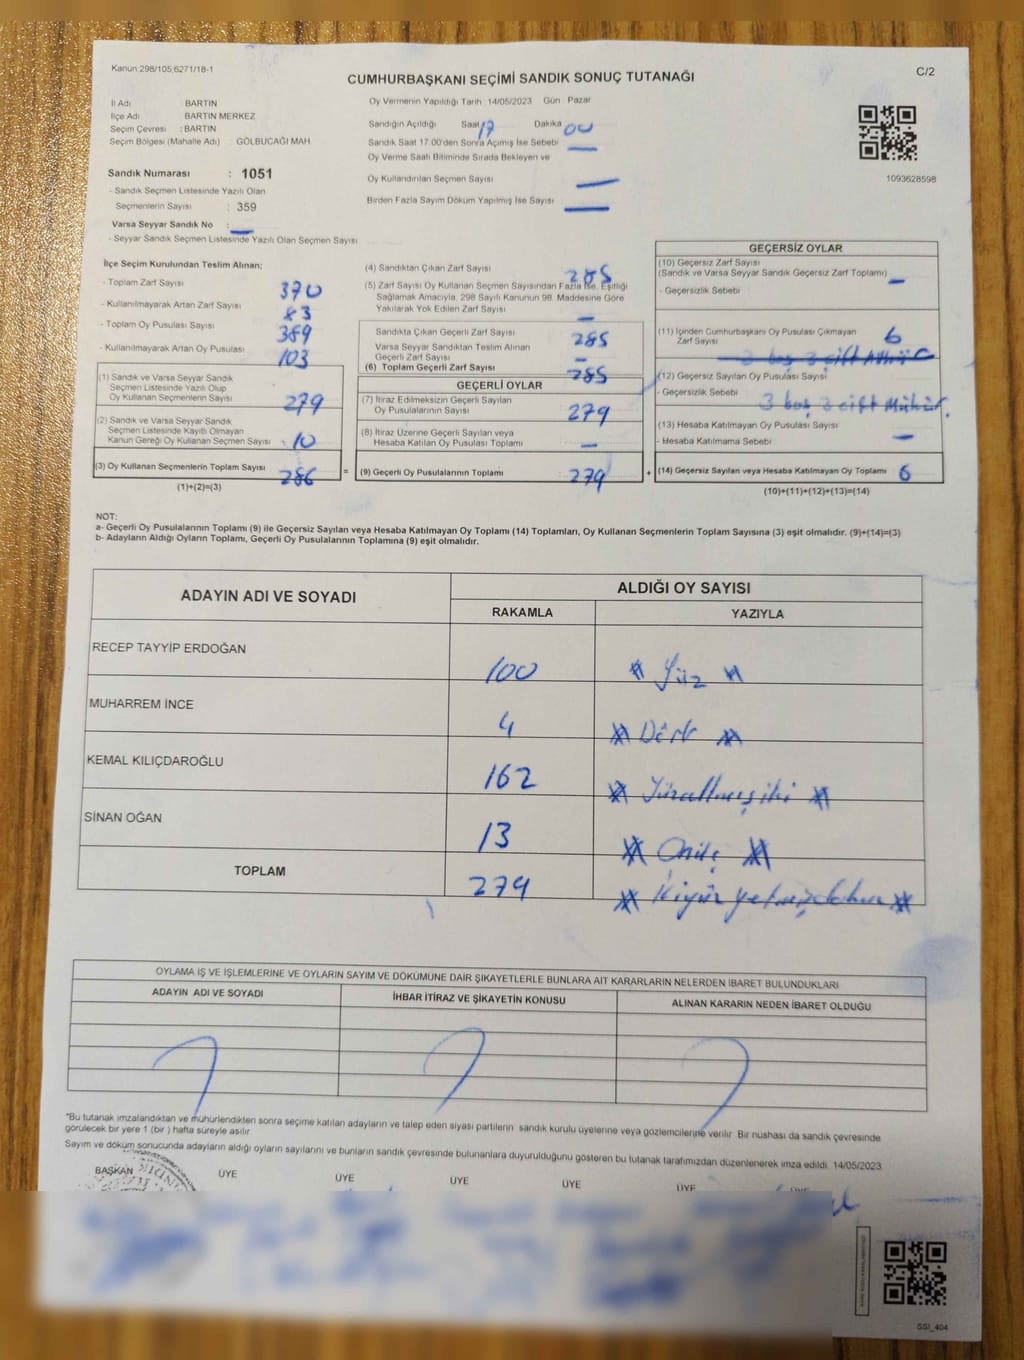 Kanun:298/105;6271/18-1
C/2
CUMHURBAŞKANI SEÇİMİ SANDIK SONUÇ TUTANAĞI
İl Adı BARTIN
İlçe Adı BARTIN MERKEZ
Seçim Çevresi : BARTIN
Seçim Bölgesi (Mahalle Adı) : GÖLBUCAĞI MAH
Sandık Numarası : 1051
- Sandık Seçmen Listesinde Yazılı Olan
Seçmenlerin Sayısı : 359
Varsa Seyyar Sandık No :
- Seyyar Sandık Seçmen Listesinde Yazılı Olan Seçmen Sayısı
Oy Vermenin Yapıldığı Tarih 14/05/2023 Gün Pazar
Sandığın Açıldığı Saat 17 Dakika 00
Sandık Saat 17:00'den Sonra Açımış İse Sebebi —
Oy Verme Saati Bitiminde Sırada Bekleyen ve
Oy Kullandırılan Seçmen Sayısı —
Birden Fazla Sayım Döküm Yapılmış İse Sayısı —
1093628598
İlçe Seçim Kurulundan Teslim Alınan;
- Toplam Zarf Sayısı 370
- Kullanılmayarak Artan Zarf Sayısı 83
- Toplam Oy Pusulası Sayısı 389
- Kullanılmayarak Artan Oy Pusulası 103
(1) Sandık ve Varsa Seyyar Sandık
Seçmen Listesinde Yazılı Olup
Oy Kullanan Seçmenlerin Sayısı 279
(2) Sandık ve Varsa Seyyar Sandık
Seçmen Listesinde Kayıtlı Olmayan
Kanun Gereği Oy Kullanan Seçmen Sayısı 10
(3) Oy Kullanan Seçmenlerin Toplam Sayısı 286
(1)+(2)=(3)
(4) Sandıktan Çıkan Zarf Sayısı 285
(5) Zarf Sayısı Oy Kullanan Seçmen Sayısından Fazla İse, Eşitliği
Sağlamak Amacıyla, 298 Sayılı Kanunun 98. Maddesine Göre
Yakılarak Yok Edilen Zarf Sayısı —
Sandıkta Çıkan Geçerli Zarf Sayısı 285
Varsa Seyyar Sandıktan Teslim Alınan
Geçerli Zarf Sayısı —
(6) Toplam Geçerli Zarf Sayısı 285
GEÇERLİ OYLAR
(7) İtiraz Edilmeksizin Geçerli Sayılan
Oy Pusulalarının Sayısı 279
(8) İtiraz Üzerine Geçerli Sayılan veya
Hesaba Katılan Oy Pusulası Toplamı —
= (9) Geçerli Oy Pusulalarının Toplamı 279 +
GEÇERSİZ OYLAR
(10) Geçersiz Zarf Sayısı
(Sandık ve Varsa Seyyar Sandık Geçersiz Zarf Toplamı) —
- Geçersizlik Sebebi
(11) İçinden Cumhurbaşkanı Oy Pusulası Çıkmayan
Zarf Sayısı 6
(12) Geçersiz Sayılan Oy Pusulası Sayısı
- Geçersizlik Sebebi 3 boş 3 çift Mühür.
(13) Hesaba Katılmayan Oy Pusulası Sayısı
- Hesaba Katılmama Sebebi —
(14) Geçersiz Sayılan veya Hesaba Katılmayan Oy Toplamı 6
(10)+(11)+(12)+(13)=(14)
NOT:
a- Geçerli Oy Pusulalarının Toplamı (9) ile Geçersiz Sayılan veya Hesaba Katılmayan Oy Toplamı (14) Toplamları, Oy Kullanan Seçmenlerin Toplam Sayısına (3) eşit olmalıdır. (9)+(14)=(3)
b- Adayların Aldığı Oyların Toplamı, Geçerli Oy Pusulalarının Toplamına (9) eşit olmalıdır.
ADAYIN ADI VE SOYADI ALDIĞI OY SAYISI
RAKAMLA YAZIYLA
RECEP TAYYİP ERDOĞAN 100 Yüz
MUHARREM İNCE 4 Dört
KEMAL KILIÇDAROĞLU 162 Yüzaltmışiki
SİNAN OĞAN 13 Onüç
TOPLAM 279 İkiyüzyetmişdokuz
OYLAMA İŞ VE İŞLEMLERİNE VE OYLARIN SAYIM VE DÖKÜMÜNE DAİR ŞİKAYETLERLE BUNLARA AİT KARARLARIN NELERDEN İBARET BULUNDUKLARI
ADAYIN ADI VE SOYADI İHBAR İTİRAZ VE ŞİKAYETİN KONUSU ALINAN KARARIN NEDEN İBARET OLDUĞU
*Bu tutanak imzalandıktan ve mühürlendikten sonra seçime katılan adayların ve talep eden siyasi partilerin sandık kurulu üyelerine veya gözlemcilerine verilir. Bir nüshası da sandık çevresinde
görülecek bir yere 1 (bir) hafta süreyle asılır.
Sayım ve döküm sonucunda adayların aldığı oyların sayılarını ve bunların sandık çevresinde bulunanlara duyurulduğunu gösteren bu tutanak tarafımızdan düzenlenerek imza edildi. 14/05/2023
BAŞKAN ÜYE ÜYE ÜYE ÜYE ÜYE ÜYE
SSI_404